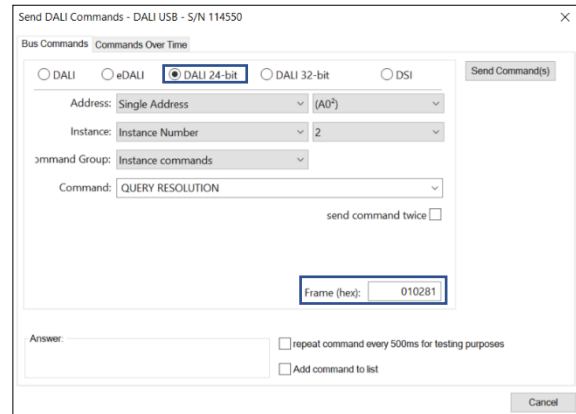 Send DALI Commands - DALI USB - S/N 114550
Bus Commands Commands Over Time
DALI eDALI DALI 24-bit DALI 32-bit DSI Send Command(s)
Address: Single Address (A0²)
Instance: Instance Number 2
ommand Group: Instance commands
Command: QUERY RESOLUTION
send command twice
Frame (hex): 010281
Answer:
repeat command every 500ms for testing purposes
Add command to list
Cancel